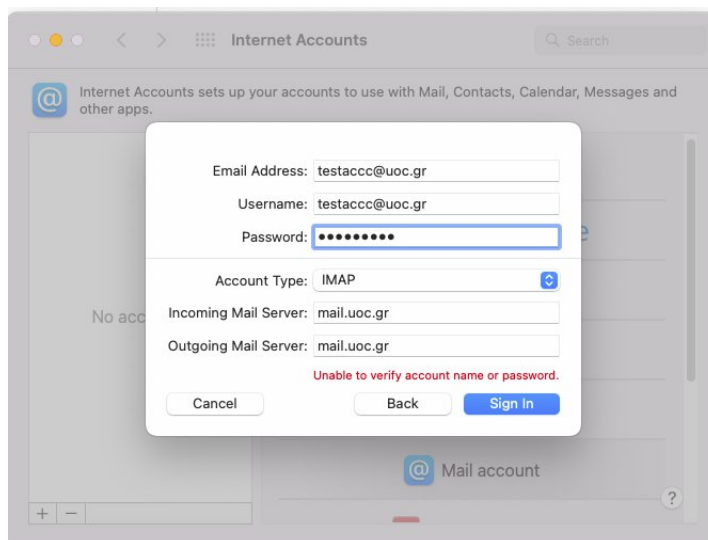 Internet Accounts
Search
Internet Accounts sets up your accounts to use with Mail, Contacts, Calendar, Messages and
other apps.
Email Address: testaccc@uoc.gr
Username: testaccc@uoc.gr
Password: •••••••••
Account Type: IMAP
No acc
Incoming Mail Server: mail.uoc.gr
Outgoing Mail Server: mail.uoc.gr
Unable to verify account name or password.
Cancel Back Sign In
@ Mail account
+ − ?